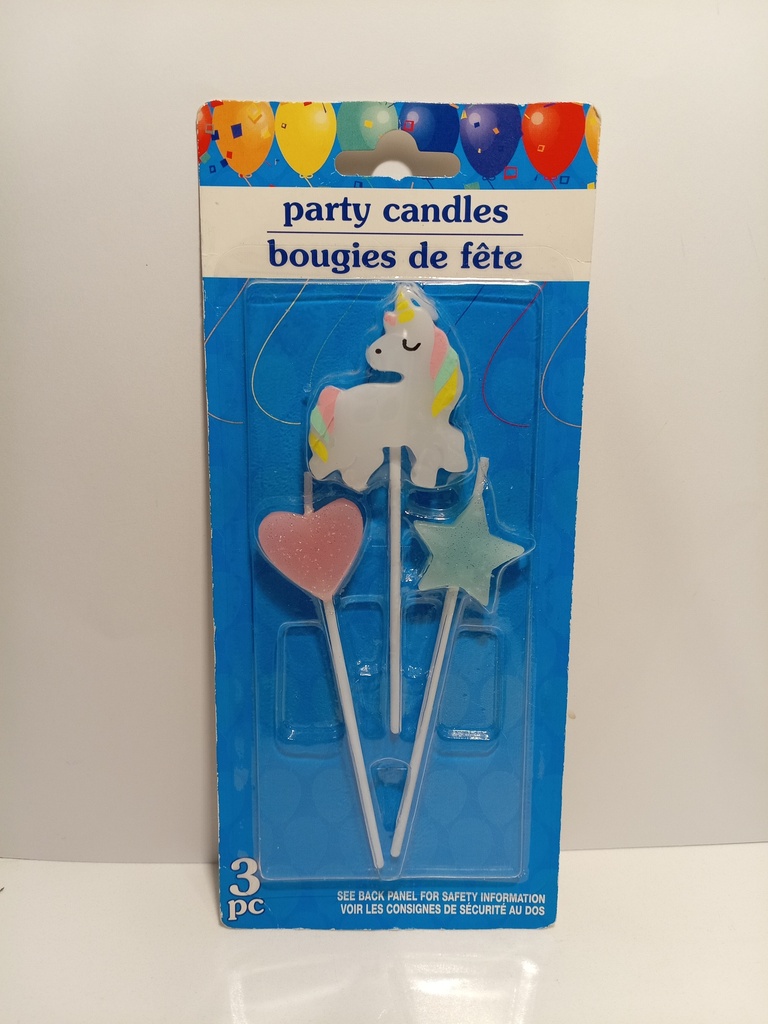 party candles
bougies de fête
3
pc
SEE BACK PANEL FOR SAFETY INFORMATION
VOIR LES CONSIGNES DE SÉCURITÉ AU DOS